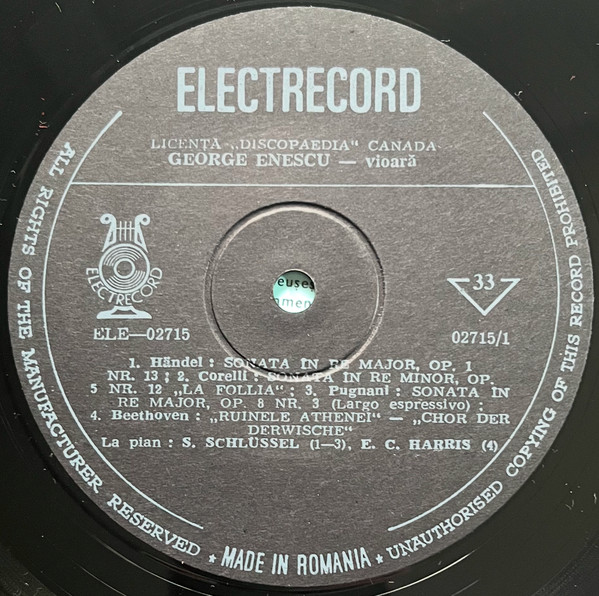 ELECTRECORD
LICENȚA „DISCOPAEDIA“ CANADA
GEORGE ENESCU — vioară
ELECTRECORD
33
ELE—02715
02715/1
1. Händel : SONATA ÎN RE MAJOR, OP. 1
NR. 13 ; 2. Corelli : SONATA ÎN RE MINOR, OP.
5 NR. 12 „LA FOLLIA“ ; 3. Pugnani : SONATA ÎN
RE MAJOR, OP. 8 NR. 3 (Largo espressivo) ;
4. Beethoven : „RUINELE ATHENEI“ — „CHOR DER
DERWISCHE“
La pian : S. SCHLÜSSEL (1—3), E. C. HARRIS (4)
ALL RIGHTS OF THE MANUFACTURER RESERVED * MADE IN ROMANIA * UNAUTHORISED COPYING OF THIS RECORD PROHIBITED